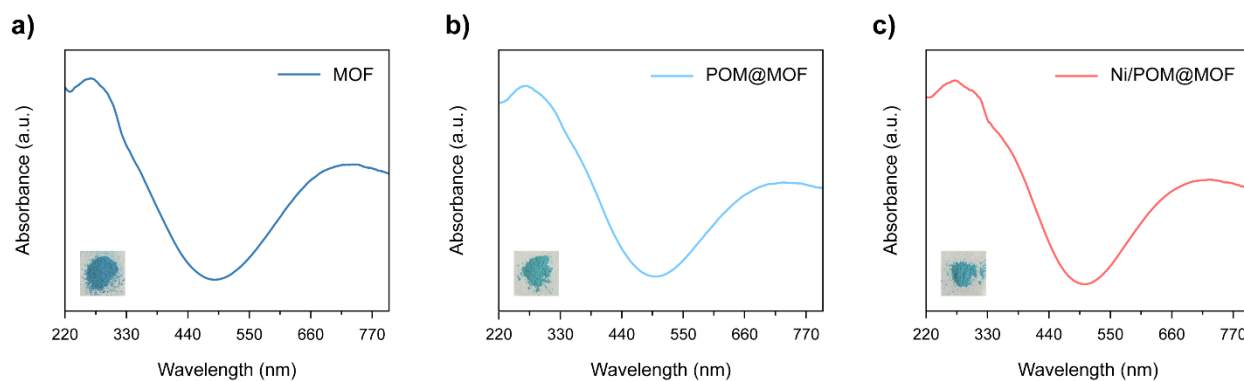 a)
MOF
Absorbance (a.u.)
220 330 440 550 660 770
Wavelength (nm)
b)
POM@MOF
Absorbance (a.u.)
220 330 440 550 660 770
Wavelength (nm)
c)
Ni/POM@MOF
Absorbance (a.u.)
220 330 440 550 660 770
Wavelength (nm)